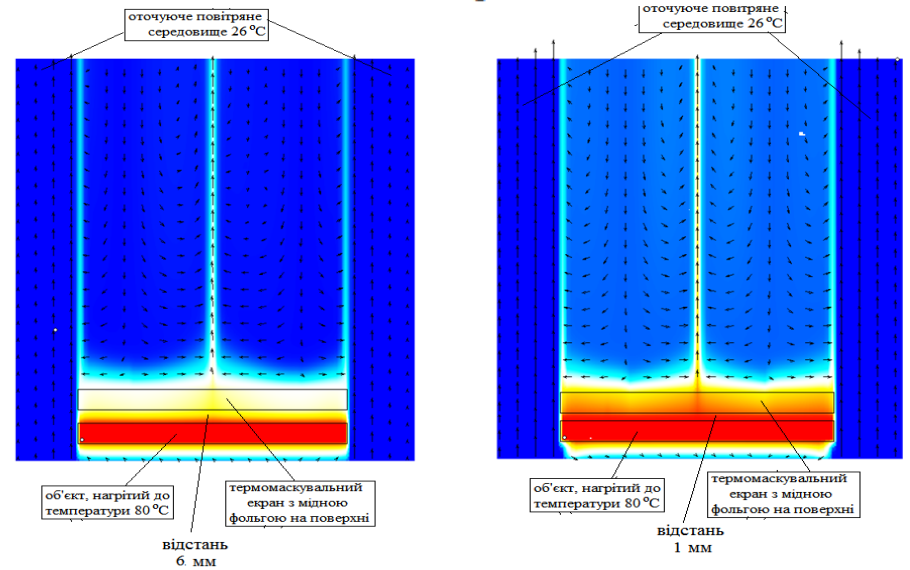 оточуюче повітряне
середовище 26 °С
об'єкт, нагрітий до
температури 80 °С
термомаскувальний
екран з мідною
фольгою на поверхні
відстань
6. мм
оточуюче повітряне
середовище 26 °С
об'єкт, нагрітий до
температури 80 °С
термомаскувальний
екран з мідною
фольгою на поверхні
відстань
1 мм